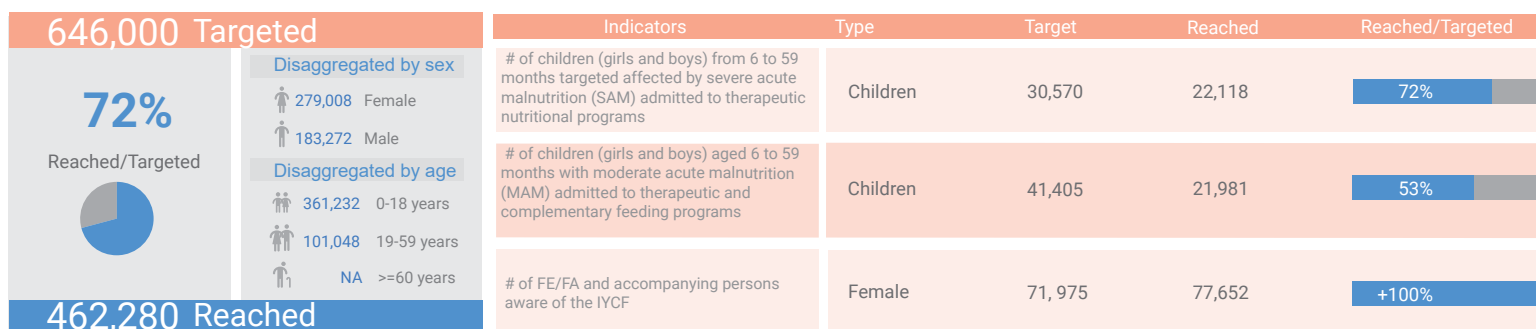 646,000 Targeted
72%
Reached/Targeted
Disaggregated by sex
279,008 Female
183,272 Male
Disaggregated by age
361,232 0-18 years
101,048 19-59 years
NA >=60 years
462,280 Reached
Indicators Type Target Reached Reached/Targeted
# of children (girls and boys) from 6 to 59
months targeted affected by severe acute
malnutrition (SAM) admitted to therapeutic
nutritional programs
Children 30,570 22,118 72%
# of children (girls and boys) aged 6 to 59
months with moderate acute malnutrition
(MAM) admitted to therapeutic and
complementary feeding programs
Children 41,405 21,981 53%
# of FE/FA and accompanying persons
aware of the IYCF
Female 71, 975 77,652 +100%